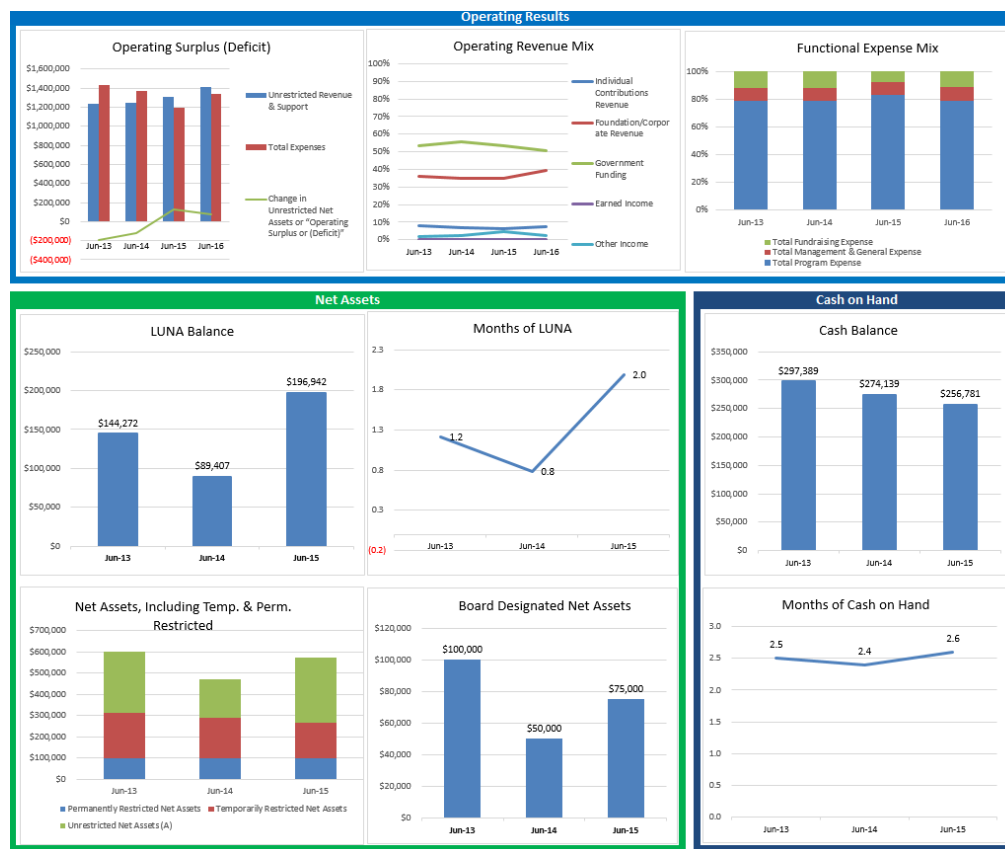 Operating Results
Operating Surplus (Deficit)
$1,600,000
$1,400,000
$1,200,000
$1,000,000
$800,000
$600,000
$400,000
$200,000
$0
($200,000)
($400,000)
Jun-13 Jun-14 Jun-15 Jun-16
Unrestricted Revenue
& Support
Total Expenses
Change in
Unrestricted Net
Assets or "Operating
Surplus or (Deficit)"
Operating Revenue Mix
100%
90%
80%
70%
60%
50%
40%
30%
20%
10%
0%
Jun-13 Jun-14 Jun-15 Jun-16
Individual
Contributions
Revenue
Foundation/Corpor
ate Revenue
Government
Funding
Earned Income
Other Income
Functional Expense Mix
100%
80%
60%
40%
20%
0%
Jun-13 Jun-14 Jun-15 Jun-16
Total Fundraising Expense
Total Management & General Expense
Total Program Expense
Net Assets
LUNA Balance
$250,000
$200,000
$150,000
$100,000
$50,000
$0
$144,272
$89,407
$196,942
Jun-13 Jun-14 Jun-15
Months of LUNA
2.3
1.8
1.3
0.8
0.3
(0.2)
1.2
0.8
2.0
Jun-13 Jun-14 Jun-15
Net Assets, Including Temp. & Perm.
Restricted
$700,000
$600,000
$500,000
$400,000
$300,000
$200,000
$100,000
$0
Jun-13 Jun-14 Jun-15
Permanently Restricted Net Assets Temporarily Restricted Net Assets
Unrestricted Net Assets (A)
Board Designated Net Assets
$120,000
$100,000
$80,000
$60,000
$40,000
$20,000
$0
$100,000
$50,000
$75,000
Jun-13 Jun-14 Jun-15
Cash on Hand
Cash Balance
$350,000
$300,000
$250,000
$200,000
$150,000
$100,000
$50,000
$0
$297,389
$274,139
$256,781
Jun-13 Jun-14 Jun-15
Months of Cash on Hand
3.0
2.5
2.0
1.5
1.0
0.5
0.0
2.5
2.4
2.6
Jun-13 Jun-14 Jun-15